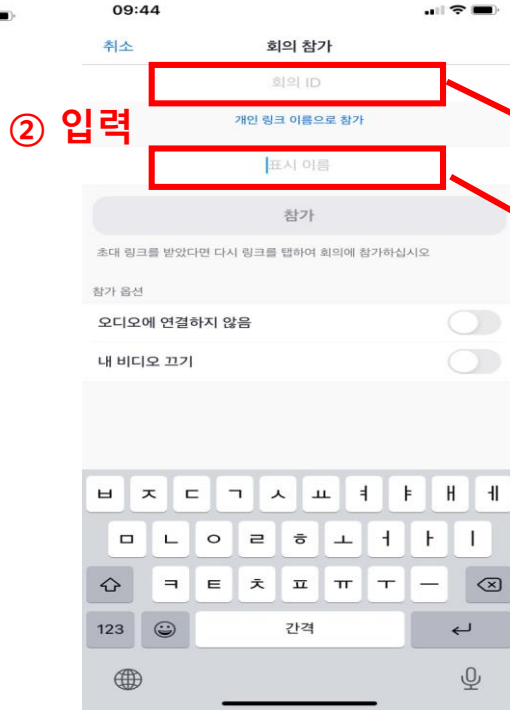 09:44
취소 회의 참가
회의 ID
② 입력
개인 링크 이름으로 참가
표시 이름
참가
초대 링크를 받았다면 다시 링크를 탭하여 회의에 참가하십시오
참가 옵션
오디오에 연결하지 않음
내 비디오 끄기
ㅂ ㅈ ㄷ ㄱ ㅅ ㅛ ㅕ ㅑ ㅐ ㅔ
ㅁ ㄴ ㅇ ㄹ ㅎ ㅗ ㅓ ㅏ ㅣ
ㅋ ㅌ ㅊ ㅍ ㅠ ㅜ ㅡ
123 간격